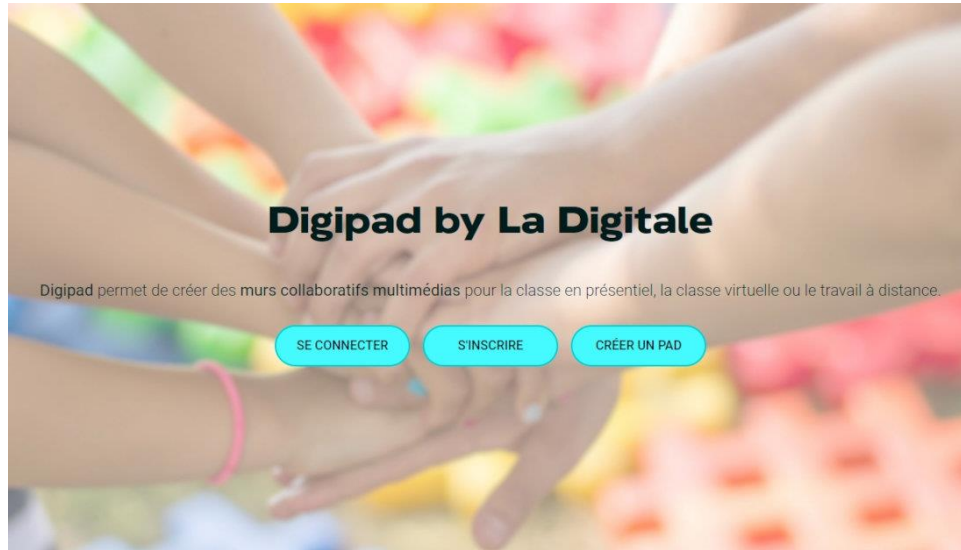 Digipad by La Digitale
Digipad permet de créer des murs collaboratifs multimédias pour la classe en présentiel, la classe virtuelle ou le travail à distance.
SE CONNECTER
S'INSCRIRE
CRÉER UN PAD